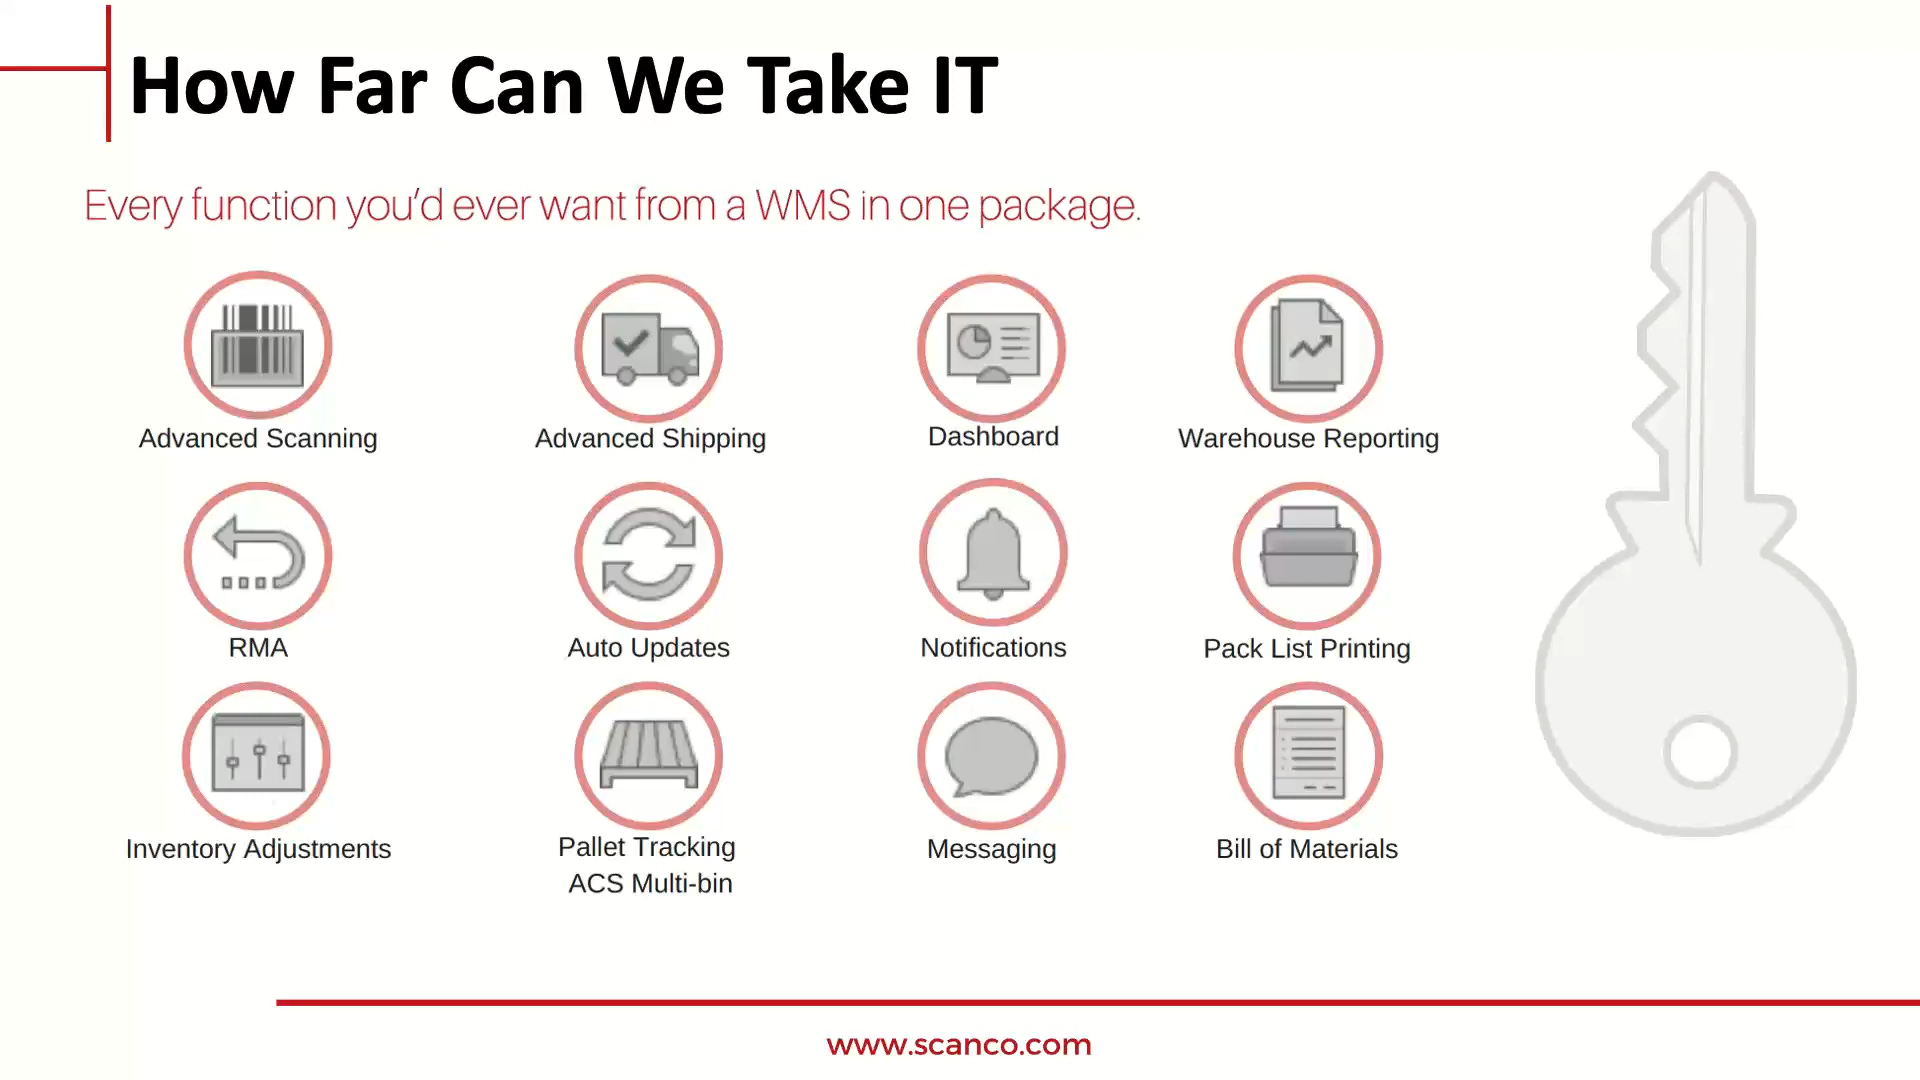 How Far Can We Take IT
Every function you'd ever want from a WMS in one package.
Advanced Scanning
Advanced Shipping
Dashboard
Warehouse Reporting
RMA
Auto Updates
Notifications
Pack List Printing
Inventory Adjustments
Pallet Tracking
ACS Multi-bin
Messaging
Bill of Materials
www.scanco.com